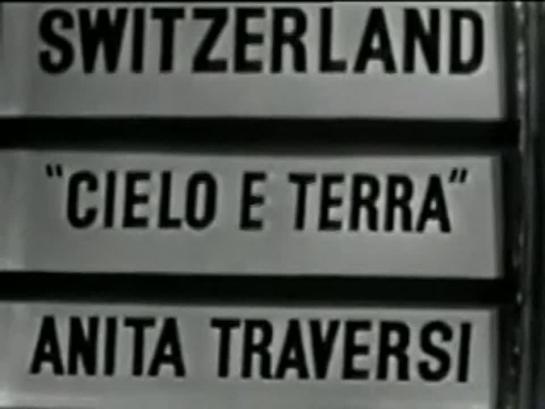 SWITZERLAND
"CIELO E TERRA"
ANITA TRAVERSI